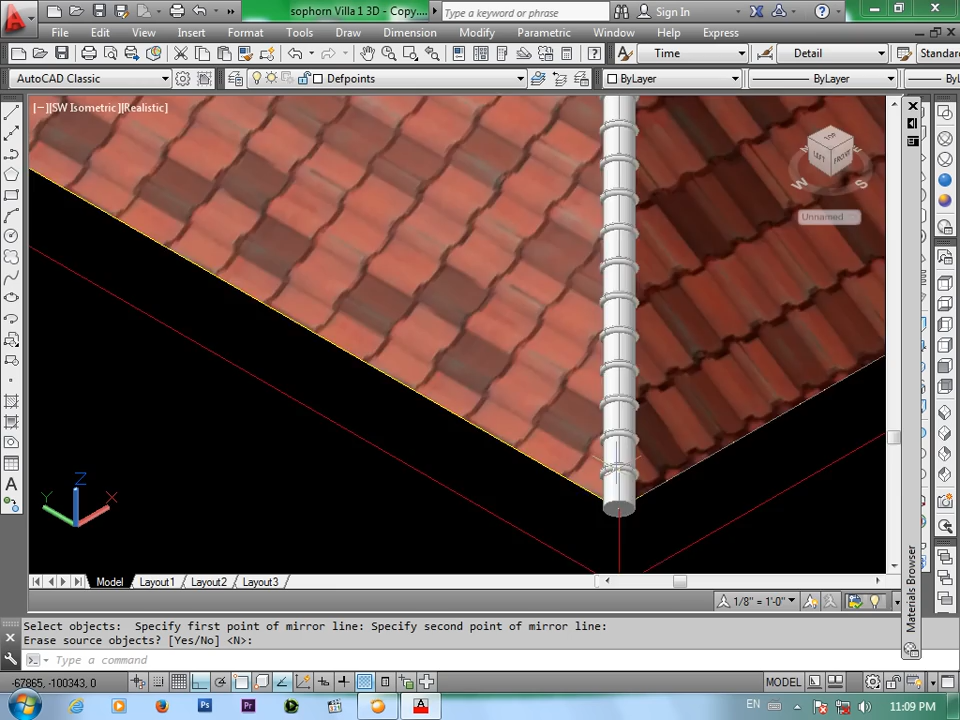 sophorn Villa 1 3D - Copy....
Type a keyword or phrase
Sign In
File Edit View Insert Format Tools Draw Dimension Modify Parametric Window Help Express
Time
Detail
Standar
AutoCAD Classic
Defpoints
ByLayer
ByLayer
ByL
[−][SW Isometric][Realistic]
TOP
LEFT
FRONT
W
S
E
Unnamed
Z
Y
X
Model Layout1 Layout2 Layout3
1/8" = 1'-0"
Materials Browser
Select objects: Specify first point of mirror line: Specify second point of mirror line:
Erase source objects? [Yes/No] <N>:
Type a command
-67865, -100343, 0
MODEL
EN
11:09 PM